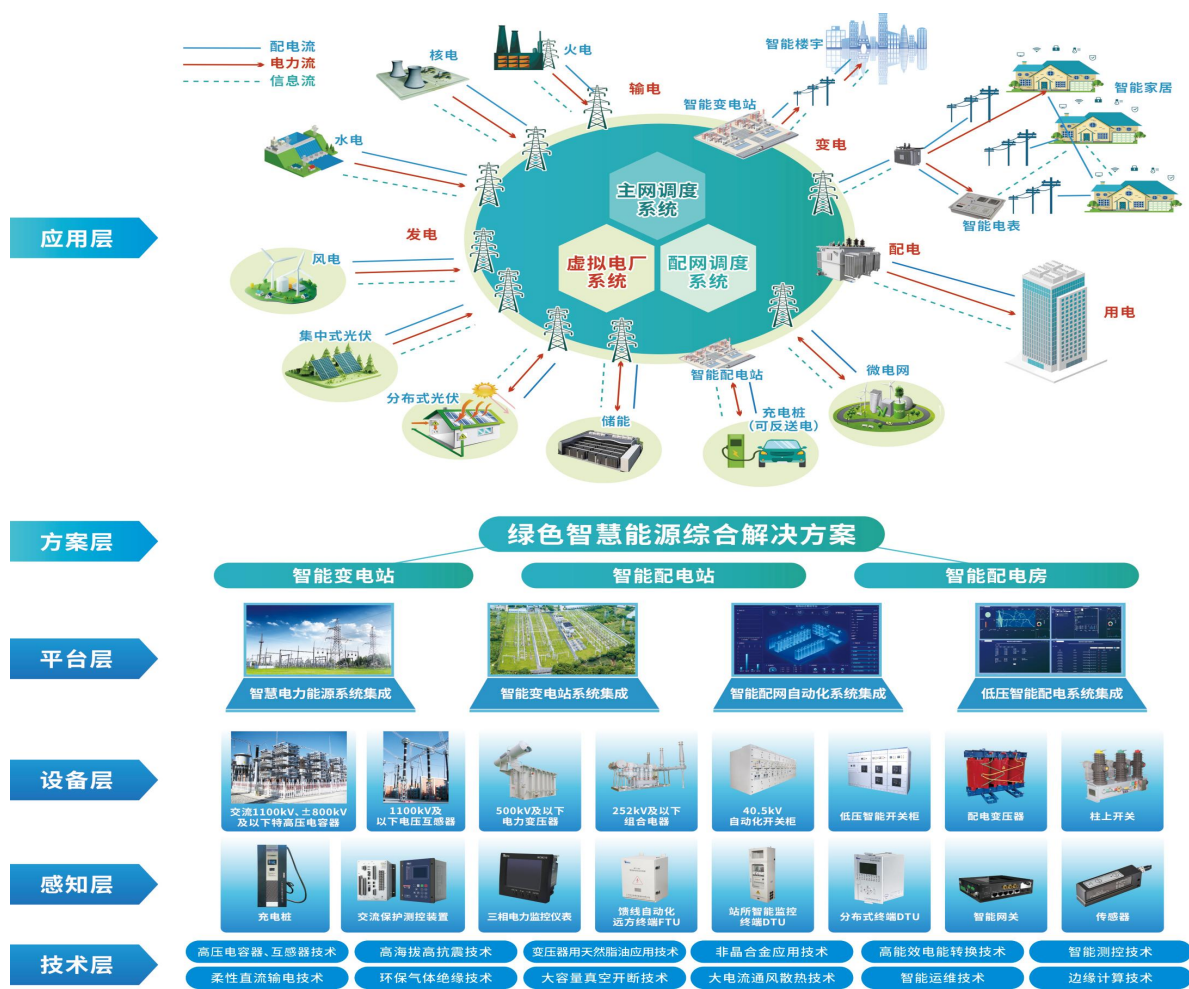 配电流
电力流
信息流
核电
火电
输电
智能楼宇
智能变电站
变电
智能家居
水电
主网调度
系统
智能电表
应用层
发电
风电
虚拟电厂
系统
配网调度
系统
配电
用电
集中式光伏
分布式光伏
储能
智能配电站
充电桩
(可反送电)
微电网
方案层
绿色智慧能源综合解决方案
智能变电站
智能配电站
智能配电房
平台层
智慧电力能源系统集成
智能变电站系统集成
智能配网自动化系统集成
低压智能配电系统集成
设备层
交流1100kV、±800kV
及以下特高压电容器
1100kV及
以下电压互感器
500kV及以下
电力变压器
252kV及以下
组合电器
40.5kV
自动化开关柜
低压智能开关柜
配电变压器
柱上开关
感知层
充电桩
交流保护测控装置
三相电力监控仪表
馈线自动化
远方终端FTU
站所智能监控
终端DTU
分布式终端DTU
智能网关
传感器
技术层
高压电容器、互感器技术
高海拔高抗震技术
变压器用天然脂油应用技术
非晶合金应用技术
高能效电能转换技术
智能测控技术
柔性直流输电技术
环保气体绝缘技术
大容量真空开断技术
大电流通风散热技术
智能运维技术
边缘计算技术